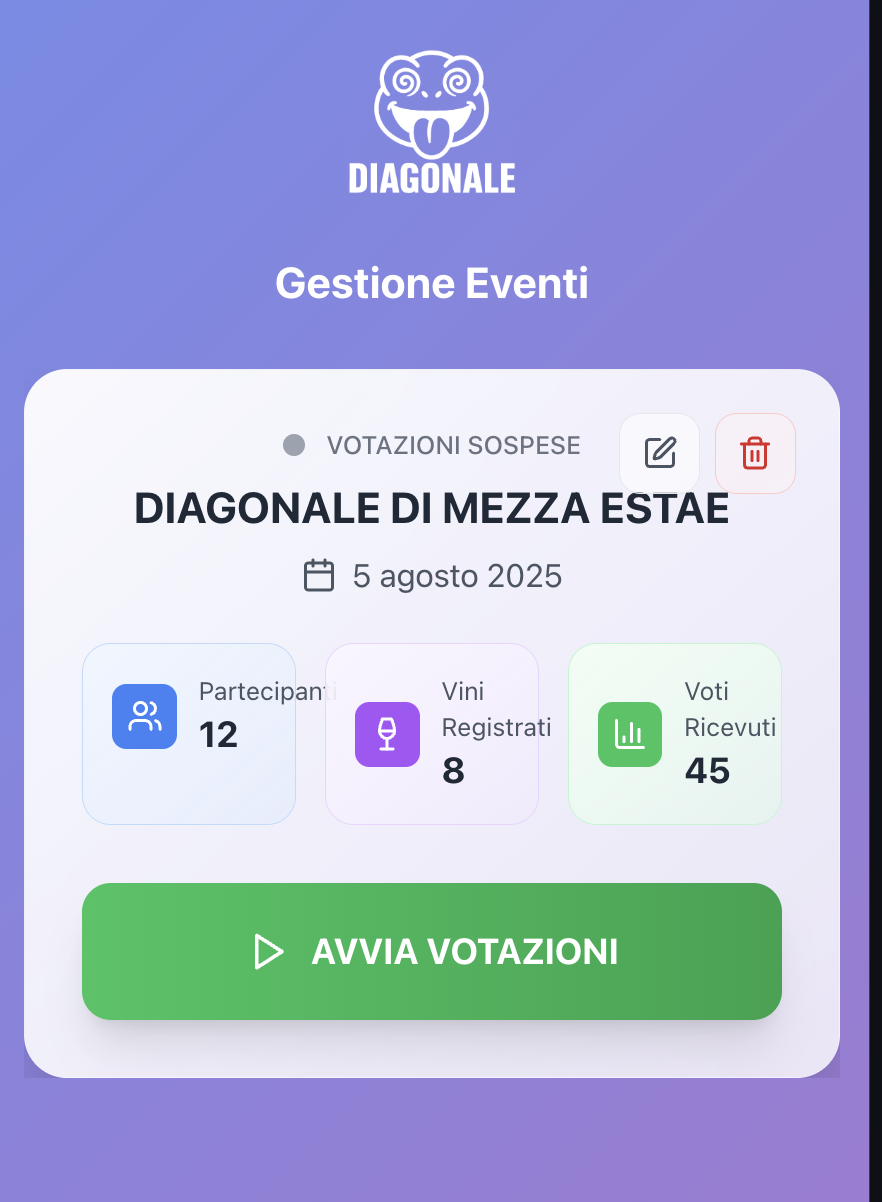 DIAGONALE
Gestione Eventi
VOTAZIONI SOSPESE
DIAGONALE DI MEZZA ESTAE
5 agosto 2025
Partecipanti
12
Vini
Registrati
8
Voti
Ricevuti
45
AVVIA VOTAZIONI